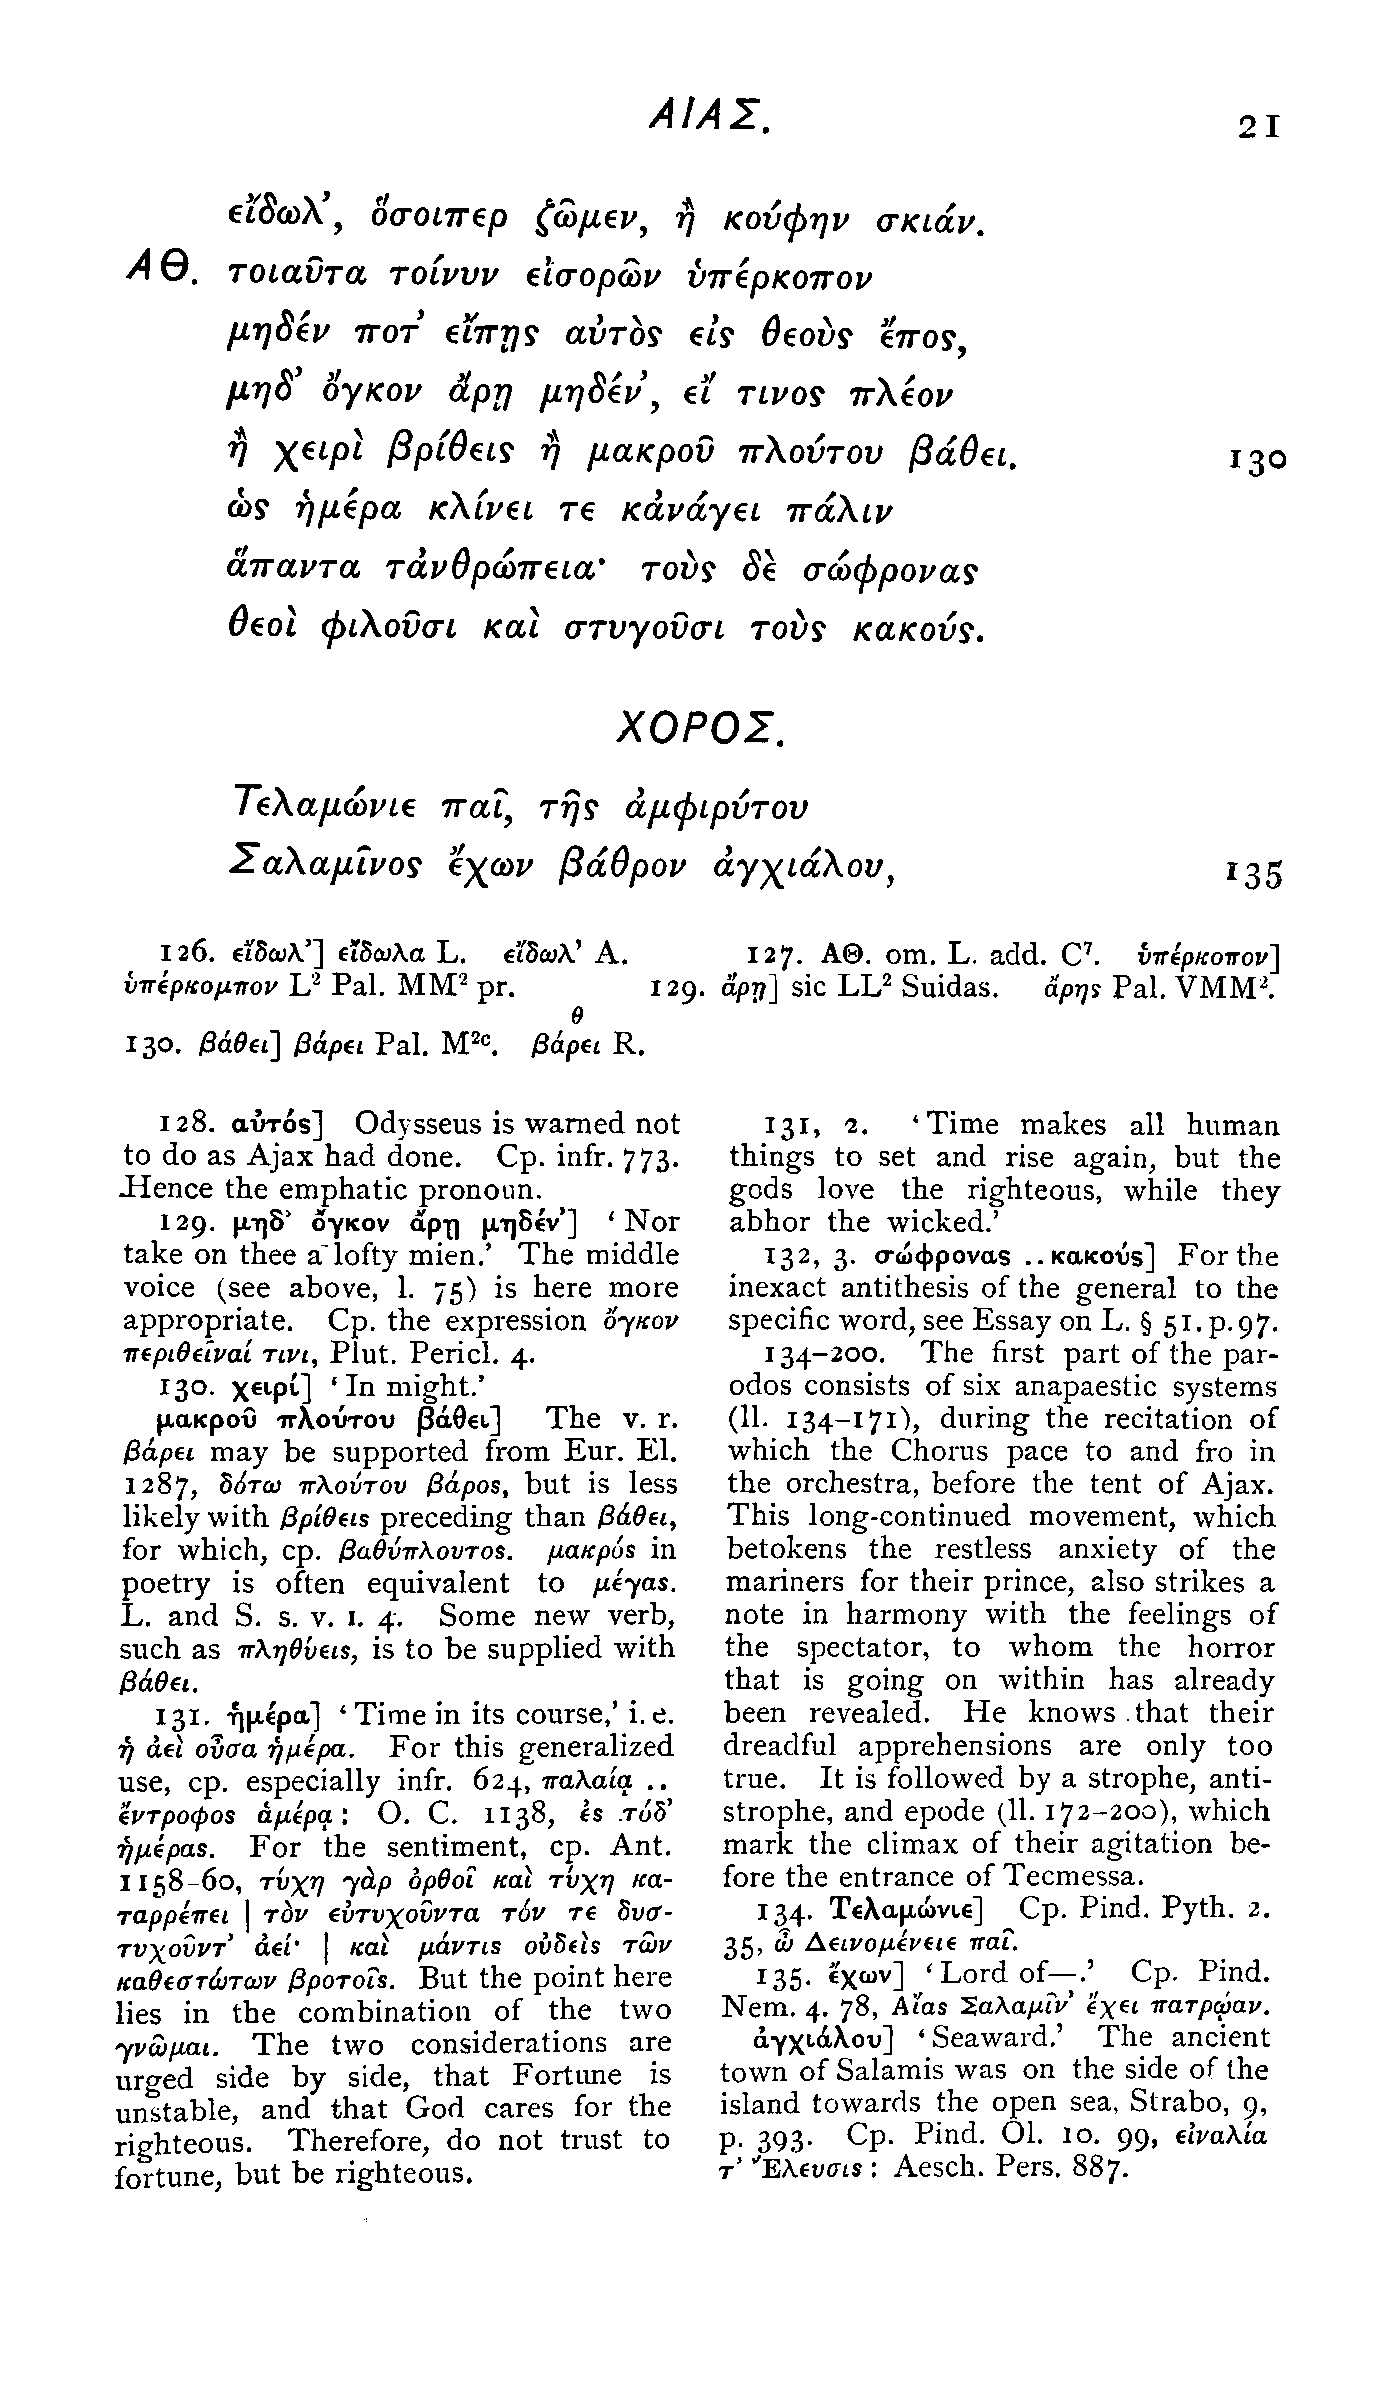 ΑΙΑΣ. 21
εἴδωλ’, ὅσοιπερ ζῶμεν, ἢ κούφην σκιάν.
ΑΘ. τοιαῦτα τοίνυν εἰσορῶν ὑπέρκοπον
μηδέν ποτ’ εἴπῃς αὐτὸς εἰς θεοὺς ἔπος,
μηδ’ ὄγκον ἄρῃ μηδέν’, εἴ τινος πλέον
ἢ χειρὶ βρίθεις ἢ μακροῦ πλούτου βάθει. 130
ὡς ἡμέρα κλίνει τε κἀνάγει πάλιν
ἅπαντα τἀνθρώπεια· τοὺς δὲ σώφρονας
θεοὶ φιλοῦσι καὶ στυγοῦσι τοὺς κακούς.
ΧΟΡΟΣ.
Τελαμώνιε παῖ, τῆς ἀμφιρύτου
Σαλαμῖνος ἔχων βάθρον ἀγχιάλου, 135
126. εἴδωλ’] εἴδωλα L. εἴδωλ’ A. 127. ΑΘ. om. L. add. C⁷. ὑπέρκοπον]
ὑπέρκομπον L² Pal. MM² pr. 129. ἄρῃ] sic LL² Suidas. ἄρῃς Pal. VMM².
θ
130. βάθει] βάρει Pal. M²ᶜ. βάρει R.
128. αὐτός] Odysseus is warned not
to do as Ajax had done. Cp. infr. 773.
Hence the emphatic pronoun.
129. μηδ’ ὄγκον ἄρῃ μηδέν’] ‘Nor
take on thee a lofty mien.’ The middle
voice (see above, l. 75) is here more
appropriate. Cp. the expression ὄγκον
περιθεῖναί τινι, Plut. Pericl. 4.
130. χειρί] ‘In might.’
μακροῦ πλούτου βάθει] The v. r.
βάρει may be supported from Eur. El.
1287, δότω πλούτου βάρος, but is less
likely with βρίθεις preceding than βάθει,
for which, cp. βαθύπλουτος. μακρός in
poetry is often equivalent to μέγας.
L. and S. s. v. 1. 4. Some new verb,
such as πληθύεις, is to be supplied with
βάθει.
131. ἡμέρα] ‘Time in its course,’ i. e.
ἡ ἀεὶ οὖσα ἡμέρα. For this generalized
use, cp. especially infr. 624, παλαίᾳ ..
ἔντροφος ἁμέρᾳ: O. C. 1138, ἐς τόδ’
ἡμέρας. For the sentiment, cp. Ant.
1158-60, τύχη γὰρ ὀρθοῖ καὶ τύχη κα-
ταρρέπει | τὸν εὐτυχοῦντα τόν τε δυσ-
τυχοῦντ’ ἀεί· | καὶ μάντις οὐδεὶς τῶν
καθεστώτων βροτοῖς. But the point here
lies in the combination of the two
γνῶμαι. The two considerations are
urged side by side, that Fortune is
unstable, and that God cares for the
righteous. Therefore, do not trust to
fortune, but be righteous.
131, 2. ‘Time makes all human
things to set and rise again, but the
gods love the righteous, while they
abhor the wicked.’
132, 3. σώφρονας .. κακούς] For the
inexact antithesis of the general to the
specific word, see Essay on L. § 51. p. 97.
134-200. The first part of the par-
odos consists of six anapaestic systems
(ll. 134-171), during the recitation of
which the Chorus pace to and fro in
the orchestra, before the tent of Ajax.
This long-continued movement, which
betokens the restless anxiety of the
mariners for their prince, also strikes a
note in harmony with the feelings of
the spectator, to whom the horror
that is going on within has already
been revealed. He knows that their
dreadful apprehensions are only too
true. It is followed by a strophe, anti-
strophe, and epode (ll. 172-200), which
mark the climax of their agitation be-
fore the entrance of Tecmessa.
134. Τελαμώνιε] Cp. Pind. Pyth. 2.
35, ὦ Δεινομένειε παῖ.
135. ἔχων] ‘Lord of—.’ Cp. Pind.
Nem. 4. 78, Αἴας Σαλαμῖν’ ἔχει πατρῴαν.
ἀγχιάλου] ‘Seaward.’ The ancient
town of Salamis was on the side of the
island towards the open sea, Strabo, 9,
p. 393. Cp. Pind. Ol. 10. 99, εἰναλία
τ’ Ἔλευσις: Aesch. Pers. 887.